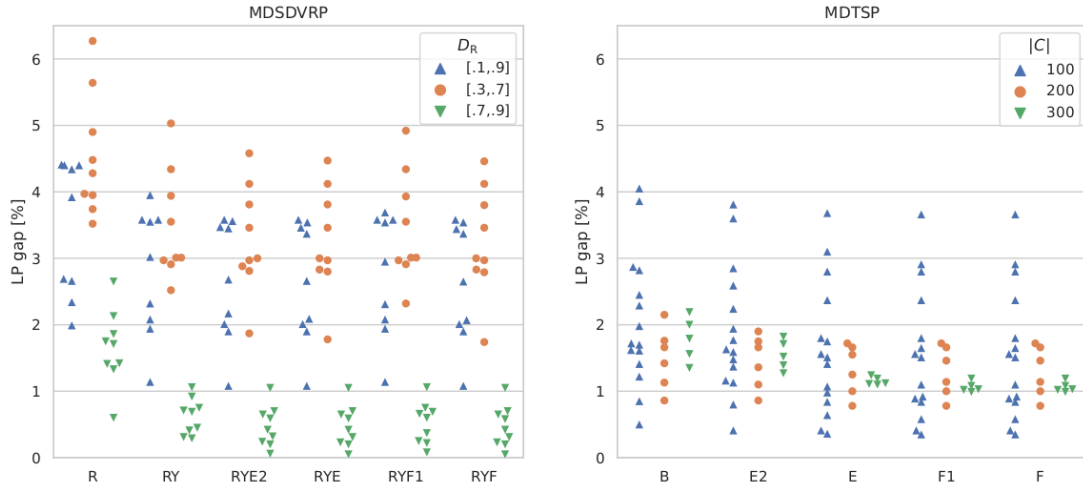 MDSDVRP
LP gap [%]
6
5
4
3
2
1
0
D_R
[.1,.9]
[.3,.7]
[.7,.9]
R RY RYE2 RYE RYF1 RYF
MDTSP
LP gap [%]
6
5
4
3
2
1
0
|C|
100
200
300
B E2 E F1 F